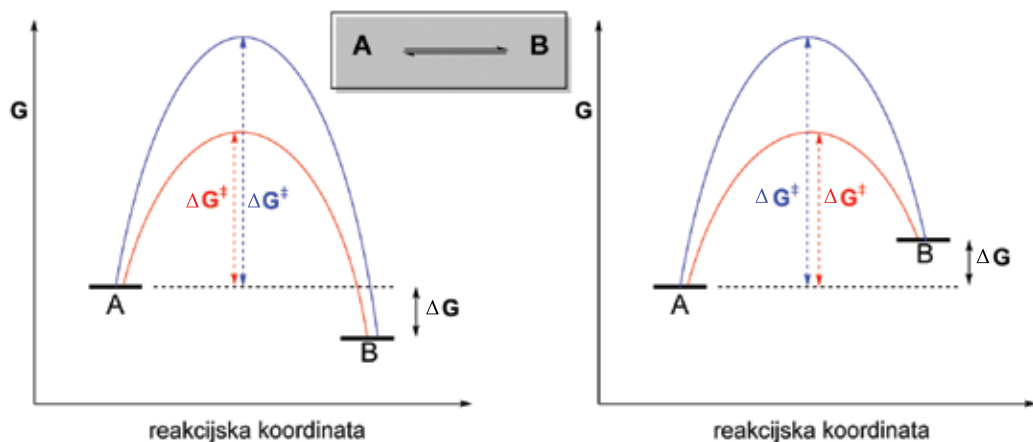 A B
G
ΔG‡ ΔG‡
A
ΔG
B
reakcijska koordinata
G
ΔG‡ ΔG‡
B
ΔG
A
reakcijska koordinata